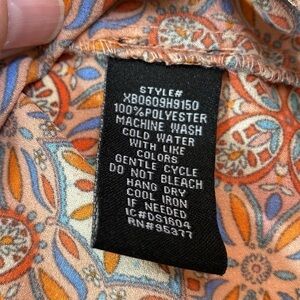 STYLE#
XB0609H9150
100%POLYESTER
MACHINE WASH
COLD WATER
WITH LIKE
COLORS
GENTLE CYCLE
DO NOT BLEACH
HANG DRY
COOL IRON
IF NEEDED
IC#DS1804
RN#95377